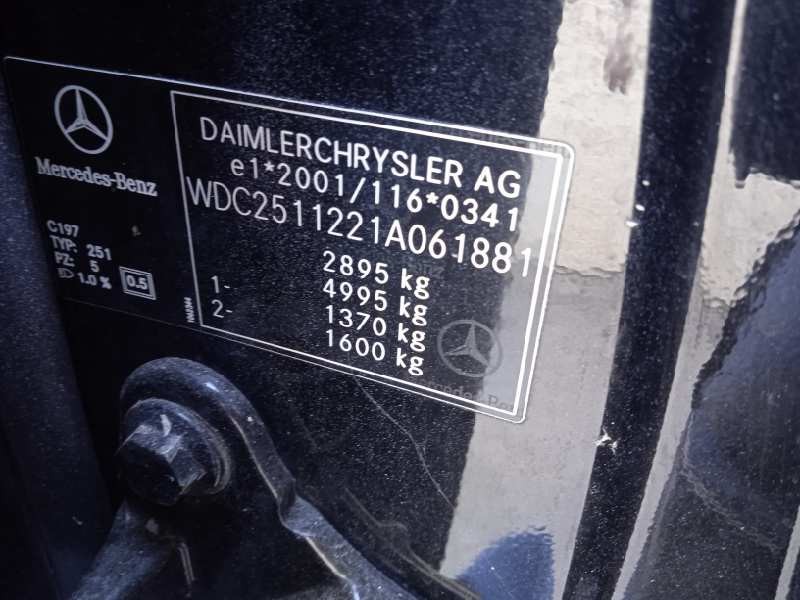 Mercedes-Benz
C197
TYP: 251
PZ: 5
1.0 %
0.5
DAIMLERCHRYSLER AG
e1*2001/116*0341
WDC2511221A061881
2895 kg
4995 kg
1- 1370 kg
2- 1600 kg